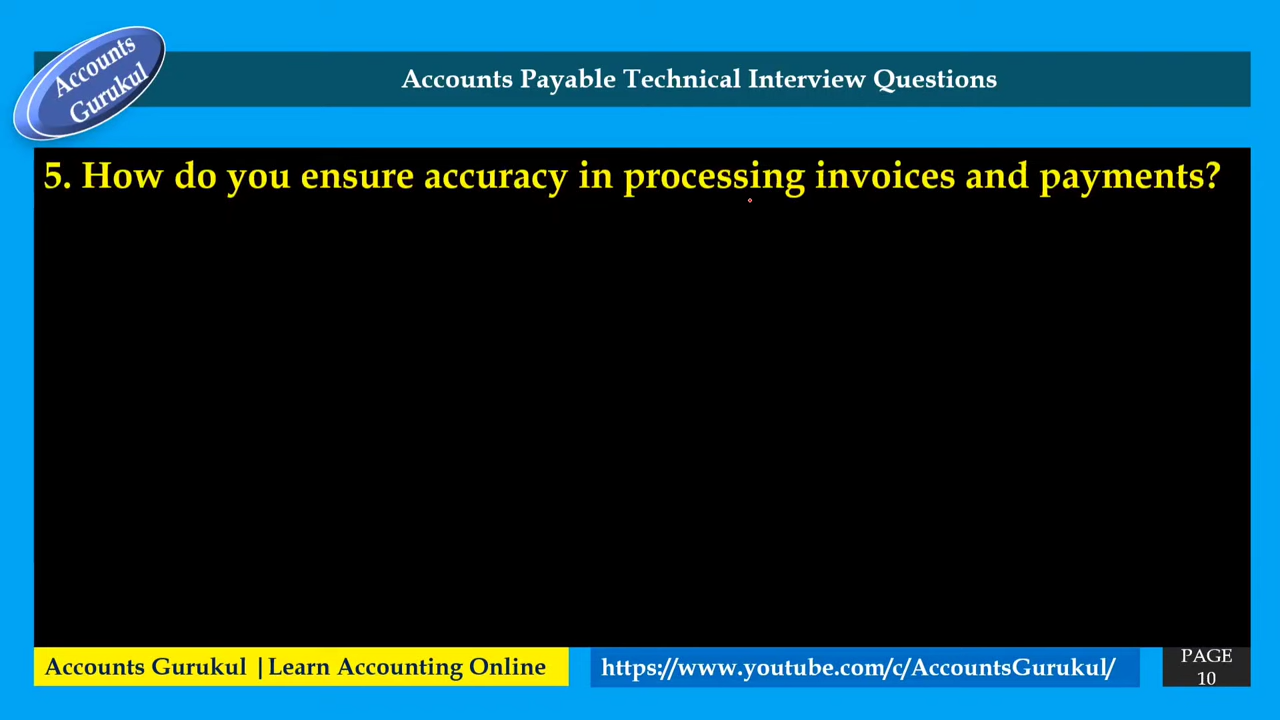 Accounts
Gurukul
Accounts Payable Technical Interview Questions
5. How do you ensure accuracy in processing invoices and payments?
Accounts Gurukul |Learn Accounting Online
https://www.youtube.com/c/AccountsGurukul/
PAGE
10